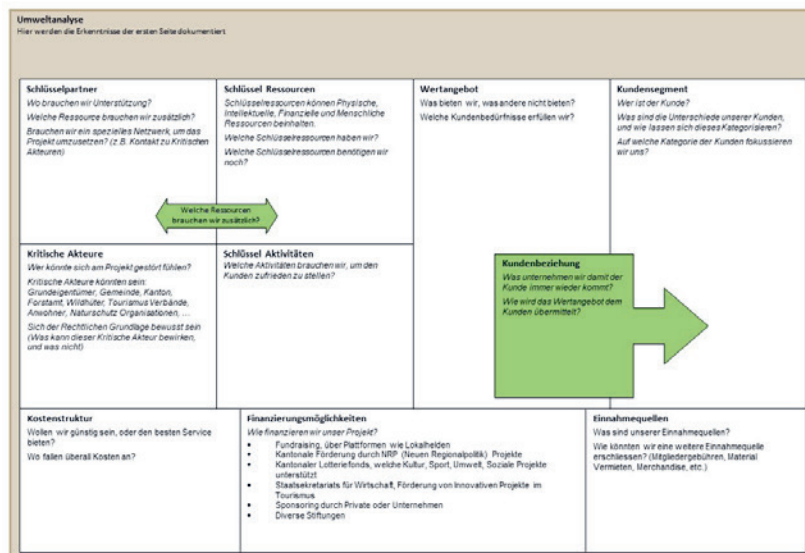 Umweltanalyse
Hier werden die Erkenntnisse der ersten Seite dokumentiert
Schlüsselpartner
Wo brauchen wir Unterstützung?
Welche Ressource brauchen wir zusätzlich?
Brauchen wir ein spezielles Netzwerk, um das
Projekt umzusetzen? (z.B. Kontakt zu Kritischen
Akteuren)
Schlüssel Ressourcen
Schlüsselressourcen können Physische,
Intellektuelle, Finanzielle und Menschliche
Ressourcen beinhalten.
Welche Schlüsselressourcen haben wir?
Welche Schlüsselressourcen benötigen wir
noch?
Wertangebot
Was bieten wir, was andere nicht bieten?
Welche Kundenbedürfnisse erfüllen wir?
Kundensegment
Wer ist der Kunde?
Was sind die Unterschiede unserer Kunden,
und wie lassen sich dieses Kategorisieren?
Auf welche Kategorie der Kunden fokussieren
wir uns?
Welche Ressourcen
brauchen wir zusätzlich?
Kritische Akteure
Wer könnte sich am Projekt gestört fühlen?
Kritische Akteure könnten sein:
Grundeigentümer, Gemeinde, Kanton,
Forstamt, Wildhüter, Tourismus Verbände,
Anwohner, Naturschutz Organisationen, ...
Sich der Rechtlichen Grundlage bewusst sein
(Was kann dieser Kritische Akteur bewirken,
und was nicht)
Schlüssel Aktivitäten
Welche Aktivitäten brauchen wir, um den
Kunden zufrieden zu stellen?
Kundenbeziehung
Was unternehmen wir damit der
Kunde immer wieder kommt?
Wie wird das Wertangebot dem
Kunden übermittelt?
Kostenstruktur
Wollen wir günstig sein, oder den besten Service
bieten?
Wo fallen überall Kosten an?
Finanzierungsmöglichkeiten
Wie finanzieren wir unser Projekt?
• Fundraising, über Plattformen wie Lokalhelden
• Kantonale Förderung durch NRP (Neuen Regionalpolitik) Projekte
• Kantonaler Lotteriefonds, welche Kultur, Sport, Umwelt, Soziale Projekte
unterstützt
• Staatsekretariats für Wirtschaft, Förderung von Innovativen Projekte im
Tourismus
• Sponsoring durch Private oder Unternehmen
• Diverse Stiftungen
Einnahmequellen
Was sind unserer Einnahmequellen?
Wie könnten wir eine weitere Einnahmequelle
erschliessen? (Mitgliedergebühren, Material
Vermieten, Merchandise, etc.)